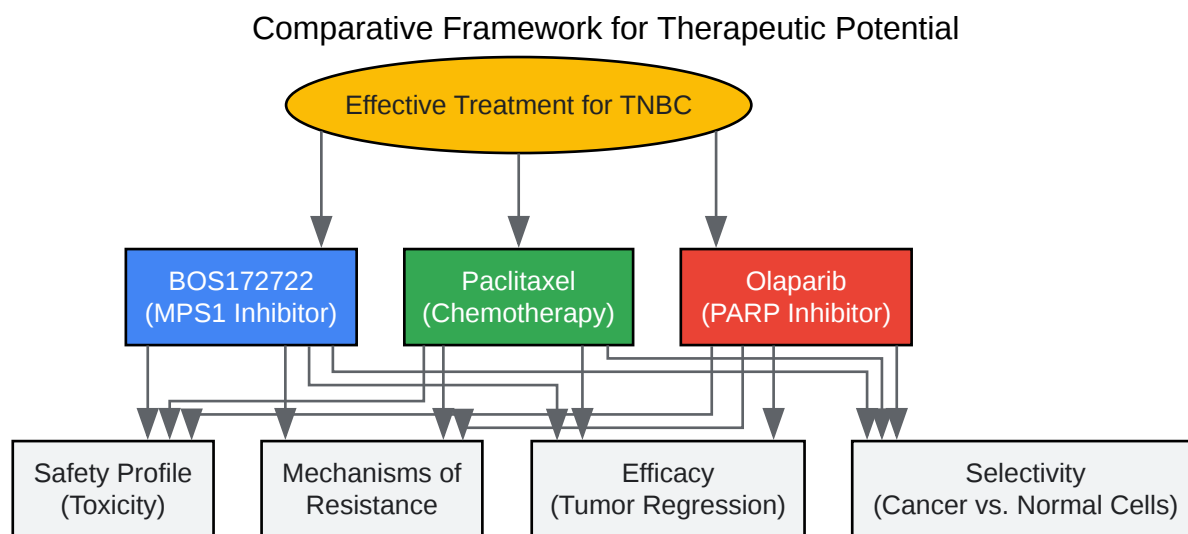 Comparative Framework for Therapeutic Potential
Effective Treatment for TNBC
BOS172722
(MPS1 Inhibitor)
Paclitaxel
(Chemotherapy)
Olaparib
(PARP Inhibitor)
Safety Profile
(Toxicity)
Mechanisms of
Resistance
Efficacy
(Tumor Regression)
Selectivity
(Cancer vs. Normal Cells)